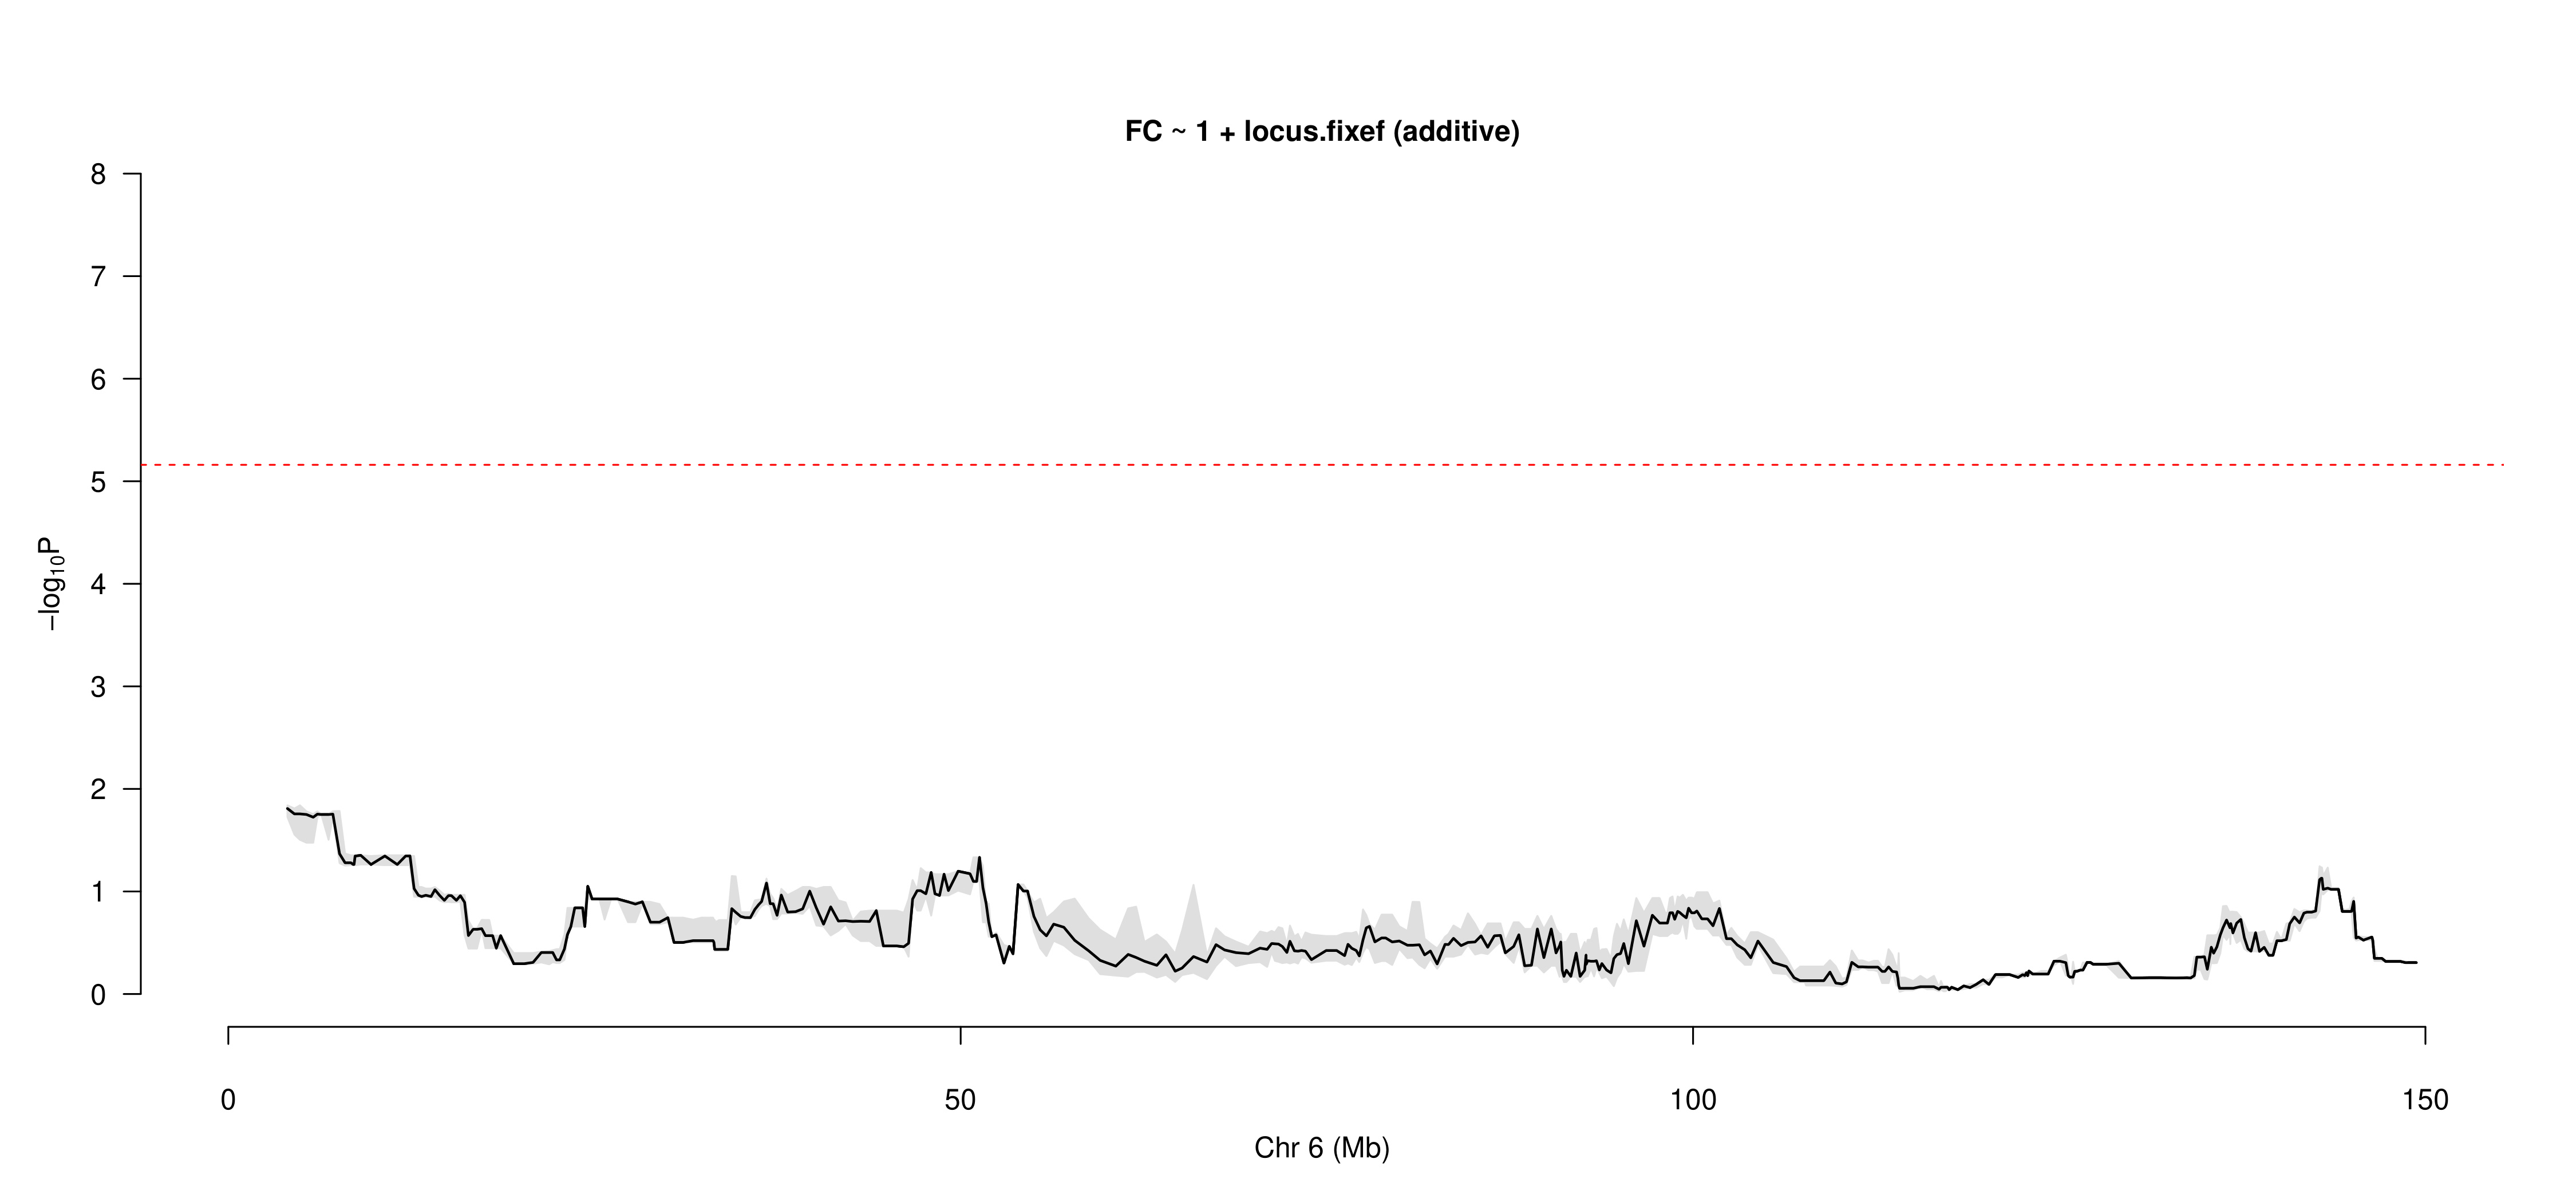 FC ~ 1 + locus.fixef (additive)
8
7
6
5
4
3
2
1
0
−log₁₀P
0 50 100 150
Chr 6 (Mb)